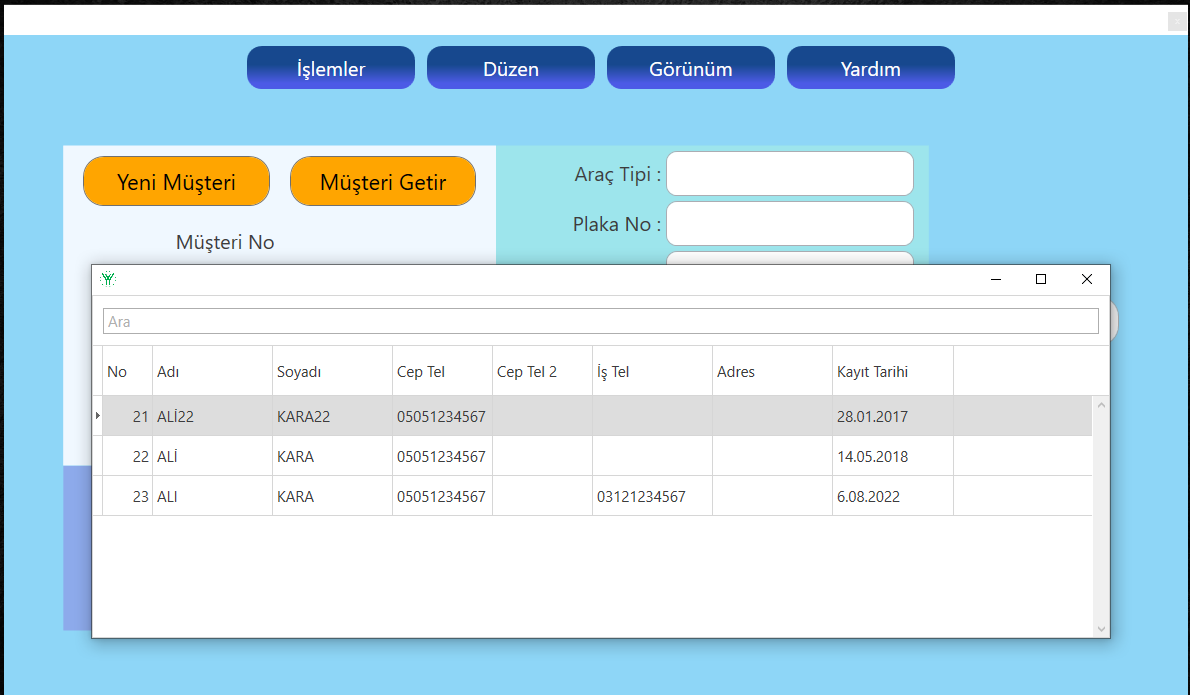 İşlemler Düzen Görünüm Yardım
Yeni Müşteri Müşteri Getir
Araç Tipi :
Plaka No :
Müşteri No
Ara
No Adı Soyadı Cep Tel Cep Tel 2 İş Tel Adres Kayıt Tarihi
21 ALİ22 KARA22 05051234567 28.01.2017
22 ALİ KARA 05051234567 14.05.2018
23 ALI KARA 05051234567 03121234567 6.08.2022